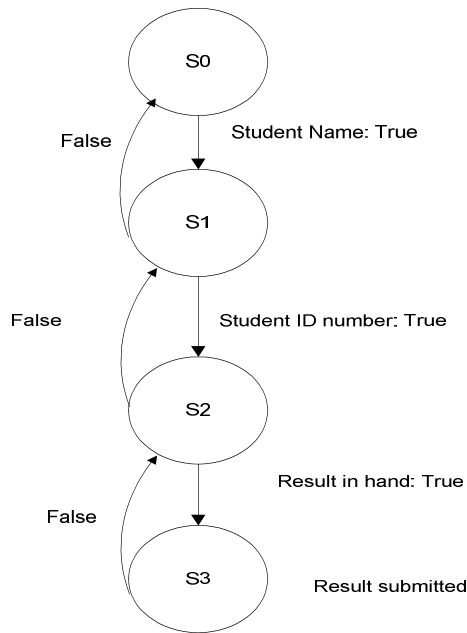 S0
Student Name: True
False
S1
False
Student ID number: True
S2
Result in hand: True
False
S3
Result submitted